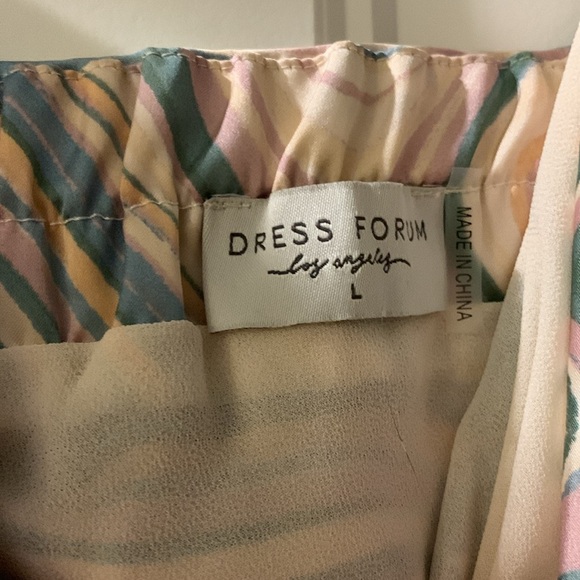 DRESS FORUM
los angeles
L
MADE IN CHINA